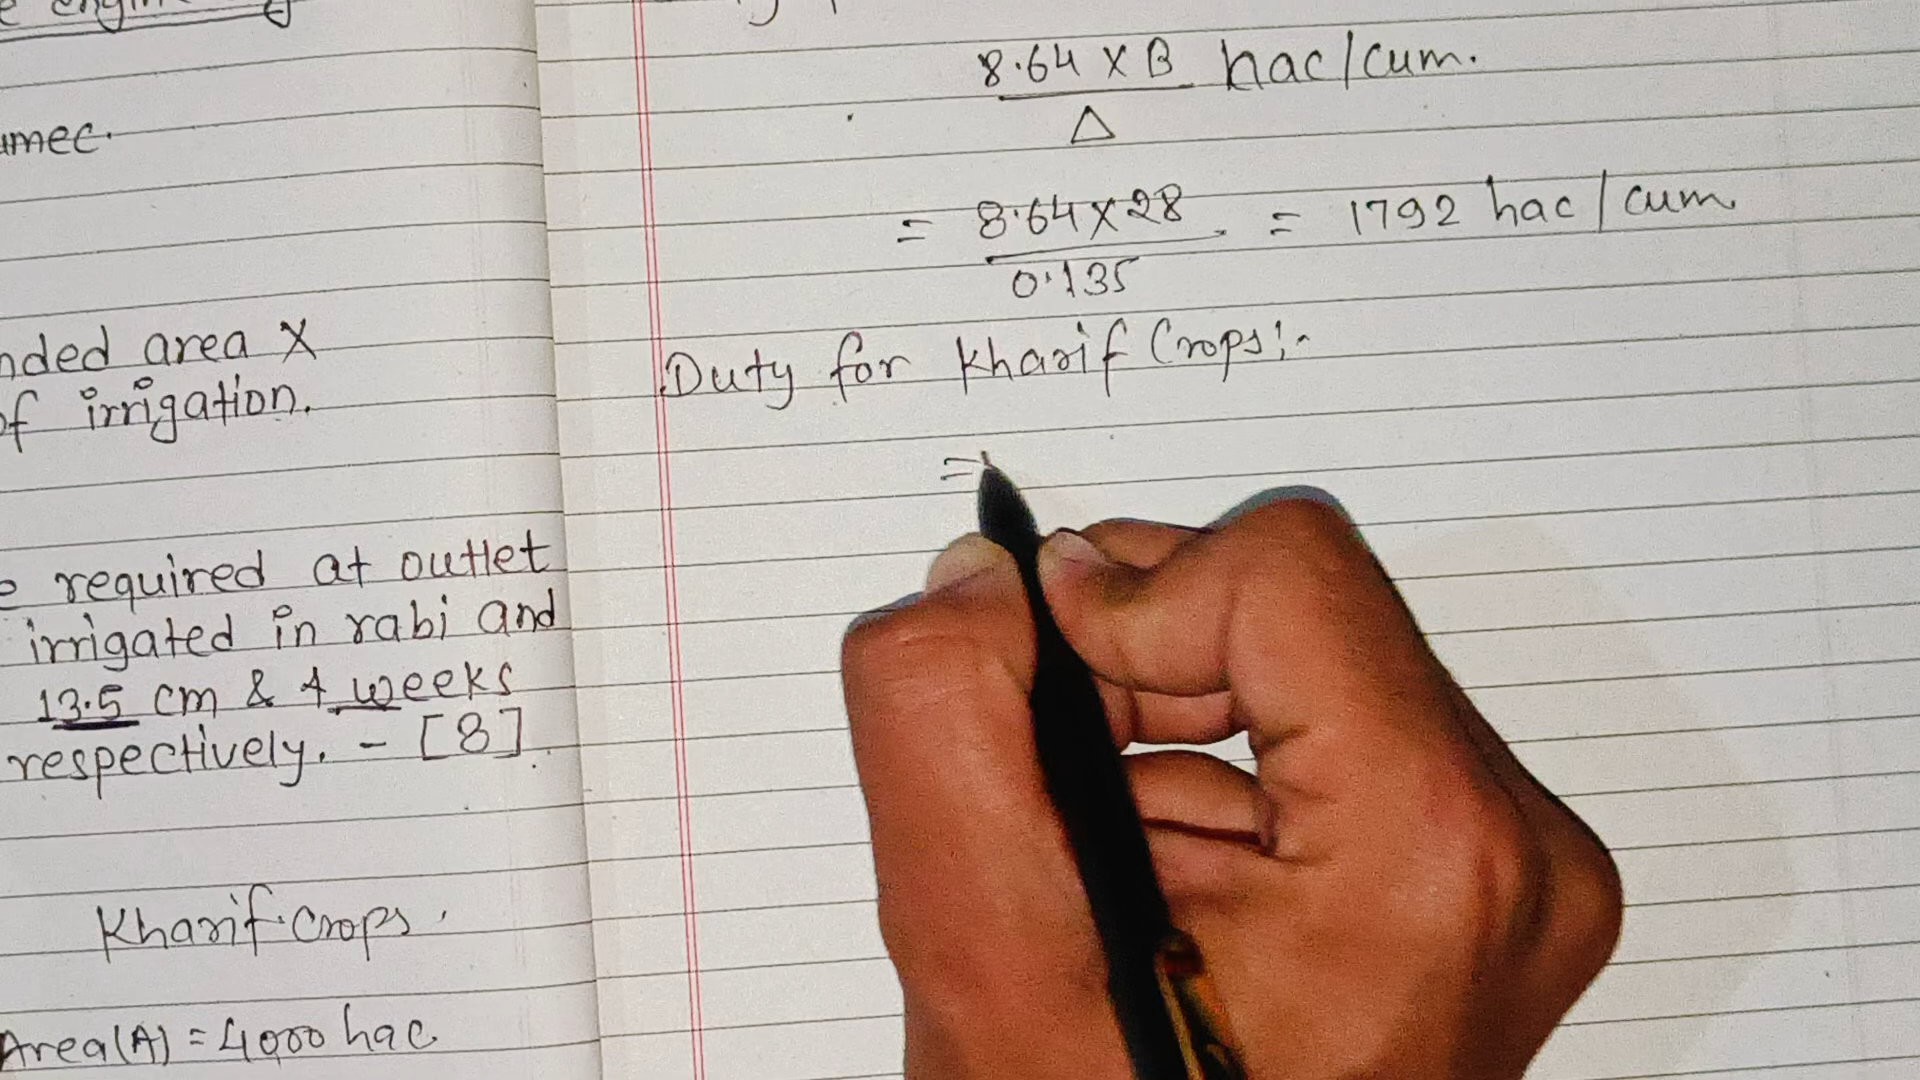 umec.
nded area X
of irrigation.
e required at outlet
irrigated in rabi and
13.5 cm & 4 weeks
respectively. - [8].
Kharif crops.
Area(A) = 4000 hac
8.64 X B hac/cum.
Δ
= 8.64 X 28 = 1792 hac/cum
0.135
Duty for Kharif Crops:-
=